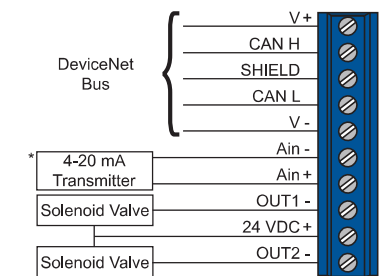 V+
CAN H
SHIELD
CAN L
V -
DeviceNet
Bus
Ain -
Ain+
* 4-20 mA
Transmitter
OUT1 -
Solenoid Valve
24 VDC+
OUT2 -
Solenoid Valve